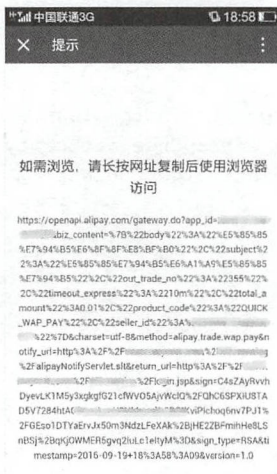 中国联通3G 18:58
提示
如需浏览，请长按网址复制后使用浏览器
访问
https://openapi.alipay.com/gateway.do?app_id=
biz_content=%7B%22body%22%3A%22%E5%85%85
%E7%94%B5%E6%8F%8F%E8%BF%B0%22%2C%22subject%2
2%3A%22%E6%85%85%E7%94%B5%E6%A1%A9%E5%85%85
%E7%94%B5%22%2C%22out_trade_no%22%3A%22355%22%
2C%22timeout_express%22%3A%2210m%22%2C%22total_a
mount%22%3A0.01%2C%22product_code%22%3A%22QUICK
_WAP_PAY%22%2C%22seller_id%22%3A%
%22%7D&charset=utf-8&method=alipay.trade.wap.pay&n
otify_url=http%3A%2F%2F
%2FalipayNotifyServlet.slt&return_url=http%3A%2F%2F
%2Flogin.jsp&sign=C4sZAyRvvh
DyevLK1M5y3xgkgfG21cfWVO5AjvWcIQ%2FQhC6SPXiU8TA
D5V7284htA
KviPichoq6nv7PJ1%
2FGEso1DTYaErvJx50m3NdzLFeXAk%2BjHE2ZBFmihHe8LS
nBSj%2BqKjOWMER5gvq2iuLc1eltyM%3D&sign_type=RSA&ti
mestamp=2016-09-19+18%3A58%3A09&version=1.0